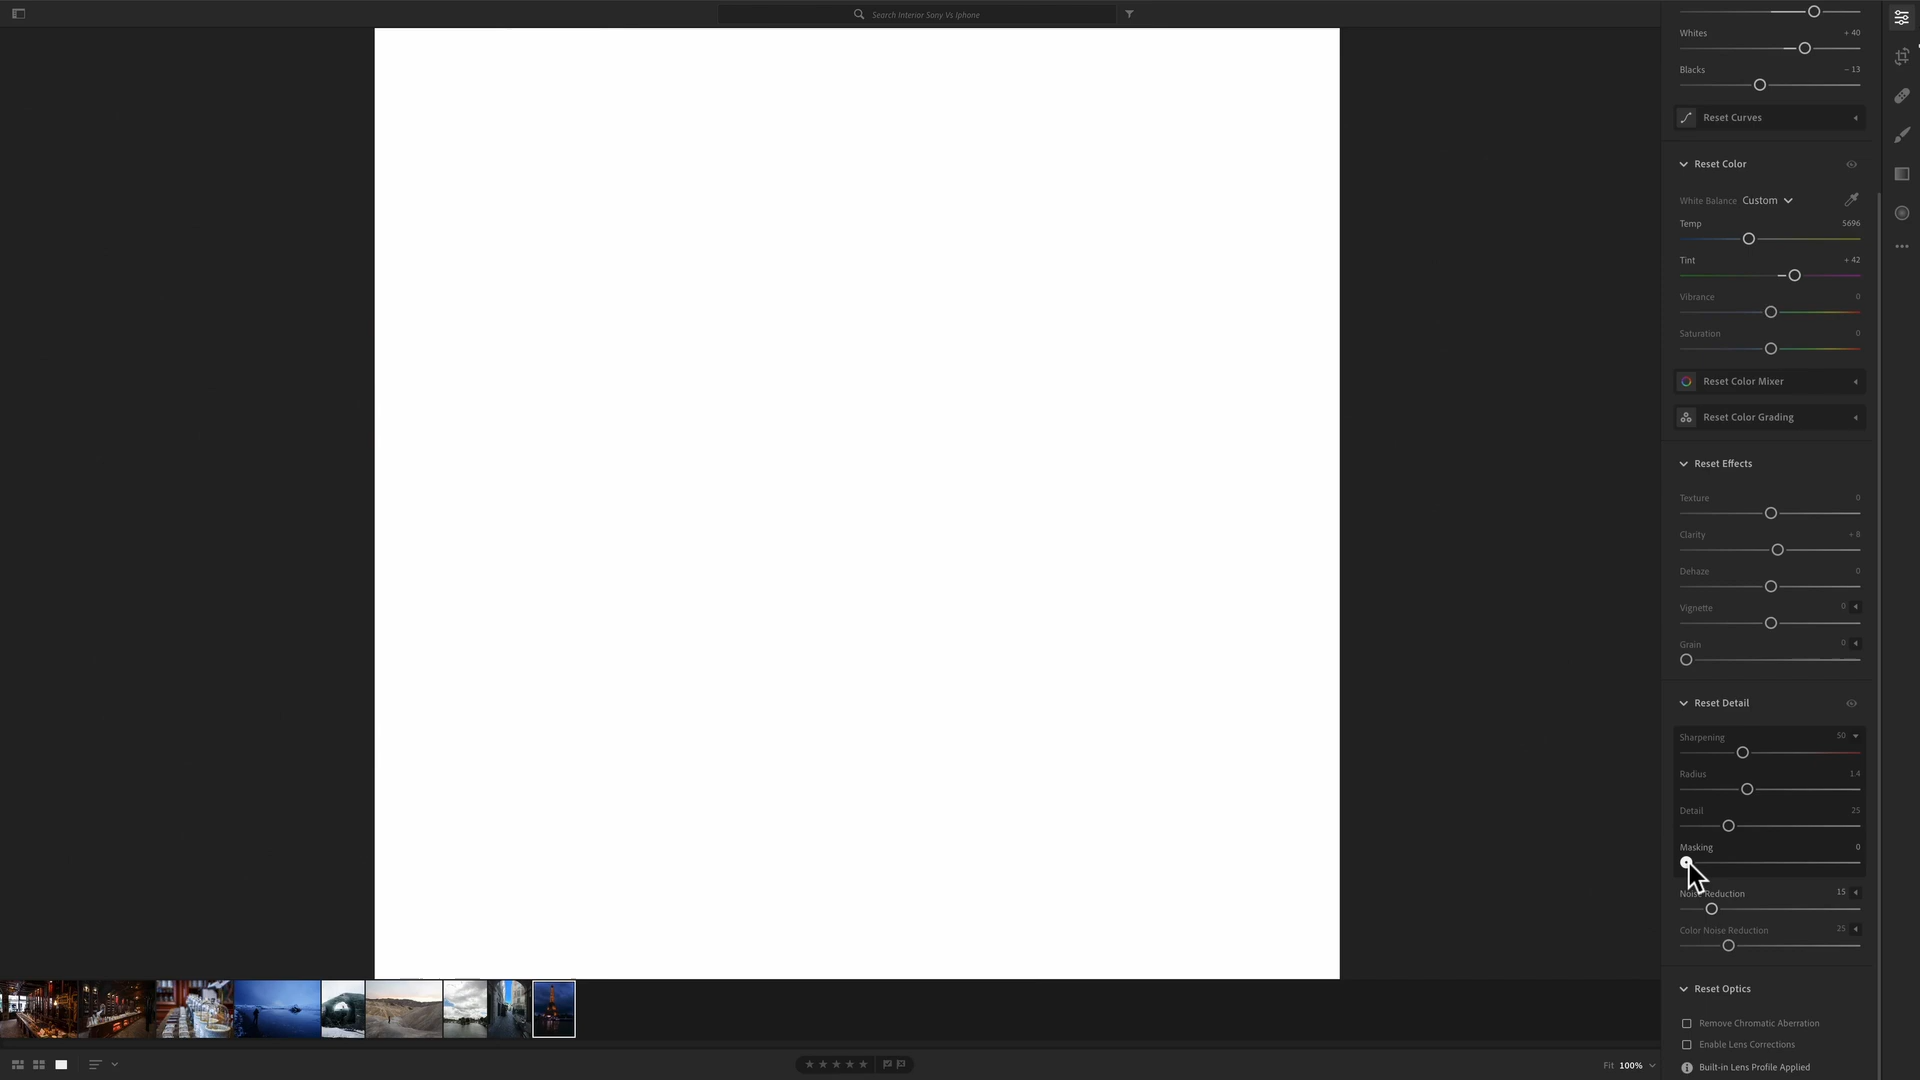 Search Interior Sony Vs Iphone
Whites + 40
Blacks − 13
Reset Curves
Reset Color
White Balance Custom
Temp 5696
Tint + 42
Vibrance 0
Saturation 0
Reset Color Mixer
Reset Color Grading
Reset Effects
Texture 0
Clarity + 8
Dehaze 0
Vignette 0
Grain 0
Reset Detail
Sharpening 50
Radius 1.4
Detail 25
Masking 0
Noise Reduction 15
Color Noise Reduction 25
Reset Optics
Remove Chromatic Aberration
Enable Lens Corrections
Built-in Lens Profile Applied
Fit 100%